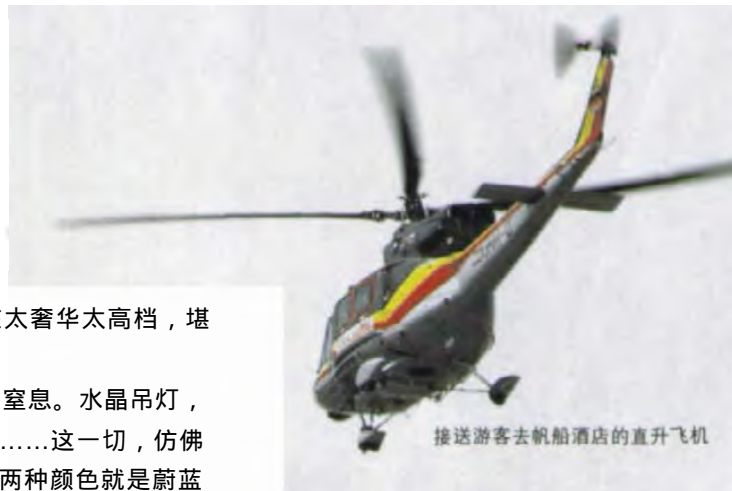 太奢华太高档，堪
窒息。水晶吊灯，
……这一切，仿佛
两种颜色就是蔚蓝
接送游客去帆船酒店的直升飞机